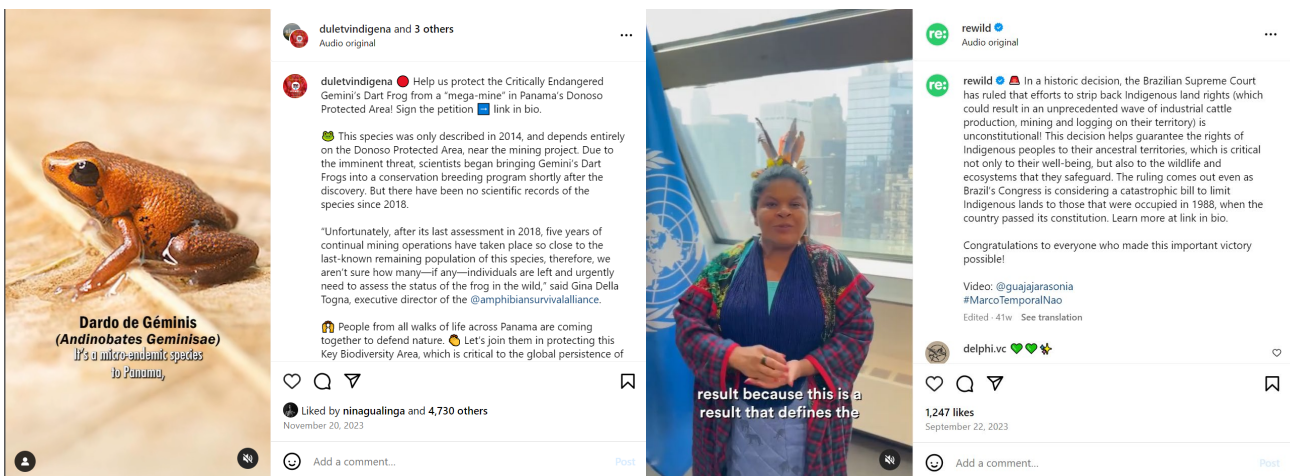 Dardo de Géminis
(Andinobates Geminisae)
It's a micro-endemic species
to Panama,
duletvindigena and 3 others
Audio original
duletvindigena 🔴 Help us protect the Critically Endangered
Gemini's Dart Frog from a "mega-mine" in Panama's Donoso
Protected Area! Sign the petition ➡️ link in bio.
🐸 This species was only described in 2014, and depends entirely
on the Donoso Protected Area, near the mining project. Due to
the imminent threat, scientists began bringing Gemini's Dart
Frogs into a conservation breeding program shortly after the
discovery. But there have been no scientific records of the
species since 2018.
"Unfortunately, after its last assessment in 2018, five years of
continual mining operations have taken place so close to the
last-known remaining population of this species, therefore, we
aren't sure how many—if any—individuals are left and urgently
need to assess the status of the frog in the wild," said Gina Della
Togna, executive director of the @amphibiansurvivalalliance.
🙌 People from all walks of life across Panama are coming
together to defend nature. 👏 Let's join them in protecting this
Key Biodiversity Area, which is critical to the global persistence of
Liked by ninagualinga and 4,730 others
November 20, 2023
Add a comment...
Post
result because this is a
result that defines the
re:
rewild
Audio original
re:
rewild 🚨 In a historic decision, the Brazilian Supreme Court
has ruled that efforts to strip back Indigenous land rights (which
could result in an unprecedented wave of industrial cattle
production, mining and logging on their territory) is
unconstitutional! This decision helps guarantee the rights of
Indigenous peoples to their ancestral territories, which is critical
not only to their well-being, but also to the wildlife and
ecosystems that they safeguard. The ruling comes out even as
Brazil's Congress is considering a catastrophic bill to limit
Indigenous lands to those that were occupied in 1988, when the
country passed its constitution. Learn more at link in bio.
Congratulations to everyone who made this important victory
possible!
Video: @guajajarasonia
#MarcoTemporalNao
Edited · 41w See translation
delphi.vc 💚💚✨
1,247 likes
September 22, 2023
Add a comment...
Post